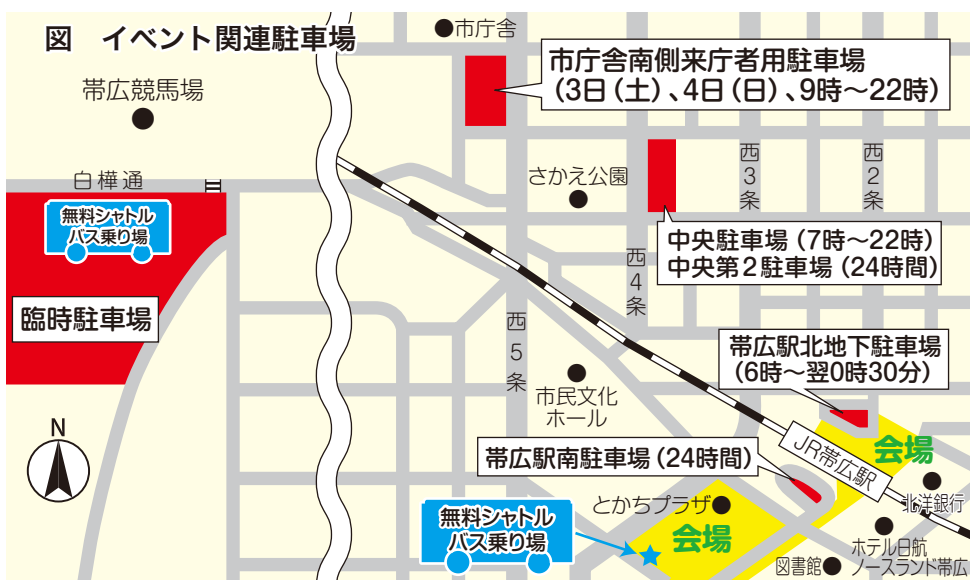 図　イベント関連駐車場
●市庁舎
市庁舎南側来庁者用駐車場
(3日(土)、4日(日)、9時～22時)
帯広競馬場
白樺通
無料シャトル
バス乗り場
臨時駐車場
さかえ公園
西3条
西2条
中央駐車場(7時～22時)
中央第2駐車場(24時間)
西4条
西5条
帯広駅北地下駐車場
(6時～翌0時30分)
市民文化
ホール
N
JR帯広駅
会場
帯広駅南駐車場(24時間)
北洋銀行
とかちプラザ●
会場
無料シャトル
バス乗り場
ホテル日航
ノースランド帯広
図書館●